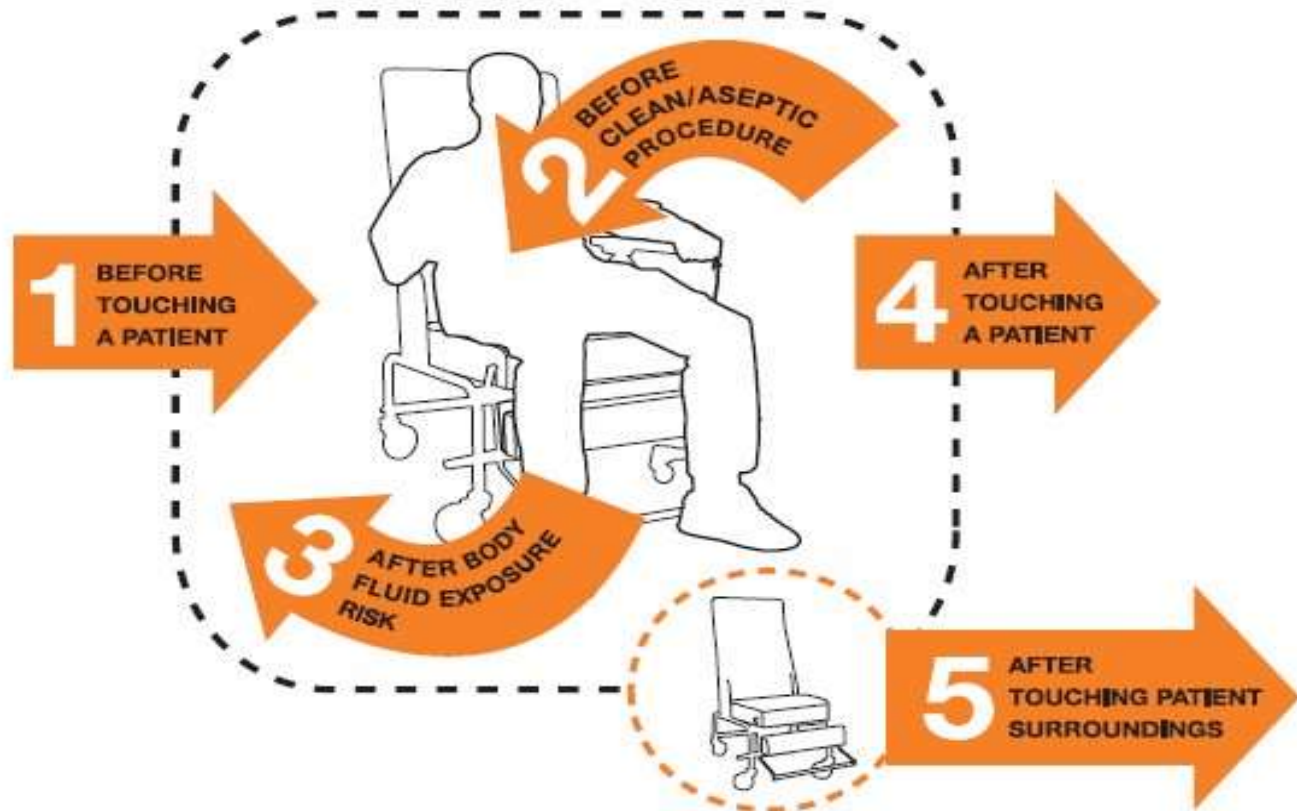 1 BEFORE
TOUCHING
A PATIENT
2 BEFORE
CLEAN/ASEPTIC
PROCEDURE
3 AFTER BODY
FLUID EXPOSURE
RISK
4 AFTER
TOUCHING
A PATIENT
5 AFTER
TOUCHING PATIENT
SURROUNDINGS